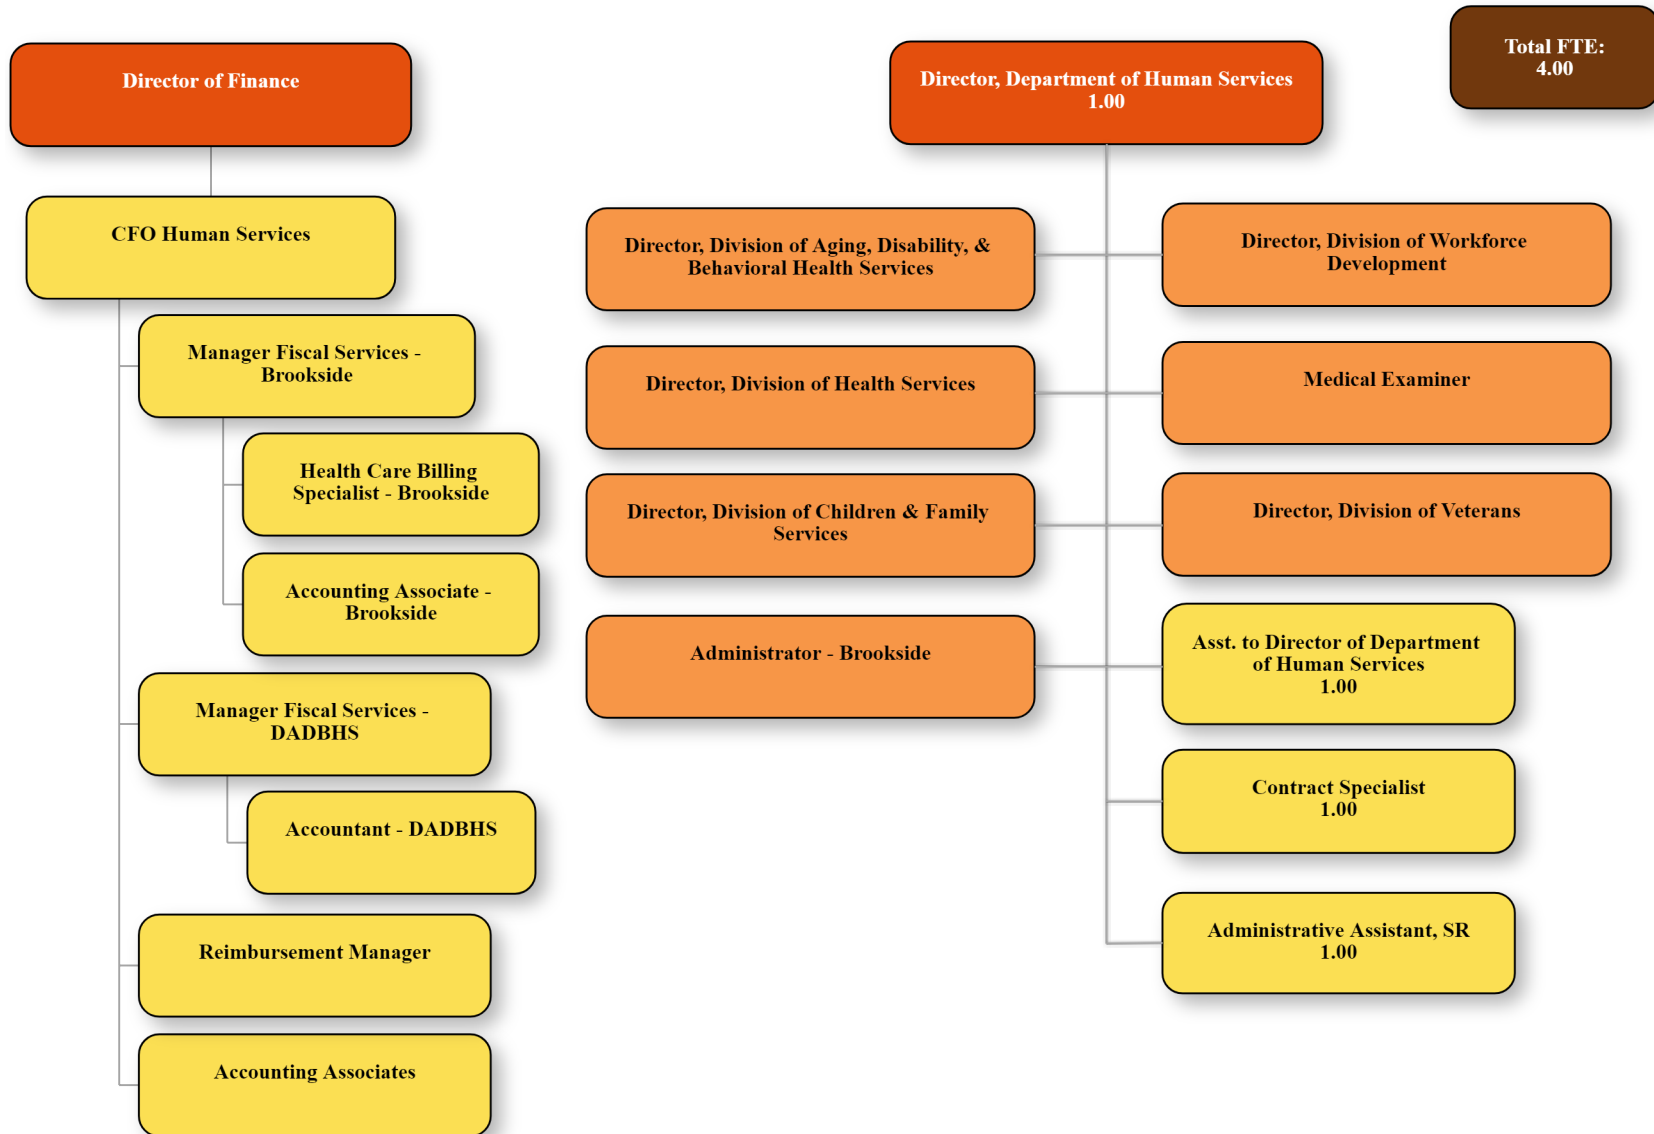 Director of Finance
CFO Human Services
Manager Fiscal Services -
Brookside
Health Care Billing
Specialist - Brookside
Accounting Associate -
Brookside
Manager Fiscal Services -
DADBHS
Accountant - DADBHS
Reimbursement Manager
Accounting Associates
Director, Department of Human Services
1.00
Director, Division of Aging, Disability, &
Behavioral Health Services
Director, Division of Health Services
Director, Division of Children & Family
Services
Administrator - Brookside
Director, Division of Workforce
Development
Medical Examiner
Director, Division of Veterans
Asst. to Director of Department
of Human Services
1.00
Contract Specialist
1.00
Administrative Assistant, SR
1.00
Total FTE:
4.00